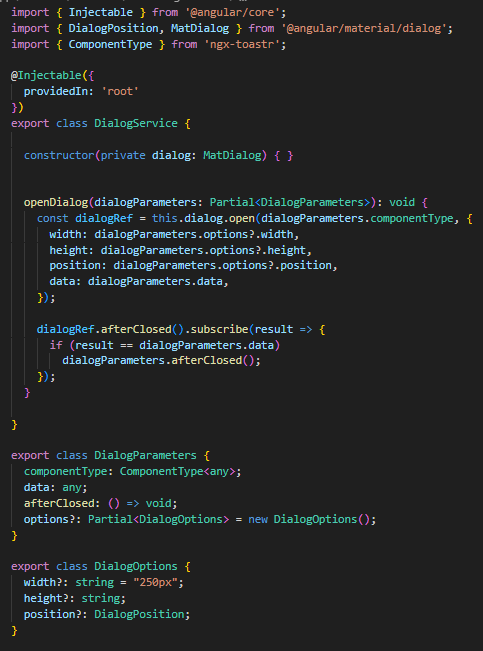 import { Injectable } from '@angular/core';
import { DialogPosition, MatDialog } from '@angular/material/dialog';
import { ComponentType } from 'ngx-toastr';
@Injectable({
providedIn: 'root'
})
export class DialogService {
constructor(private dialog: MatDialog) { }
openDialog(dialogParameters: Partial<DialogParameters>): void {
const dialogRef = this.dialog.open(dialogParameters.componentType, {
width: dialogParameters.options?.width,
height: dialogParameters.options?.height,
position: dialogParameters.options?.position,
data: dialogParameters.data,
});
dialogRef.afterClosed().subscribe(result => {
if (result == dialogParameters.data)
dialogParameters.afterClosed();
});
}
}
export class DialogParameters {
componentType: ComponentType<any>;
data: any;
afterClosed: () => void;
options?: Partial<DialogOptions> = new DialogOptions();
}
export class DialogOptions {
width?: string = "250px";
height?: string;
position?: DialogPosition;
}